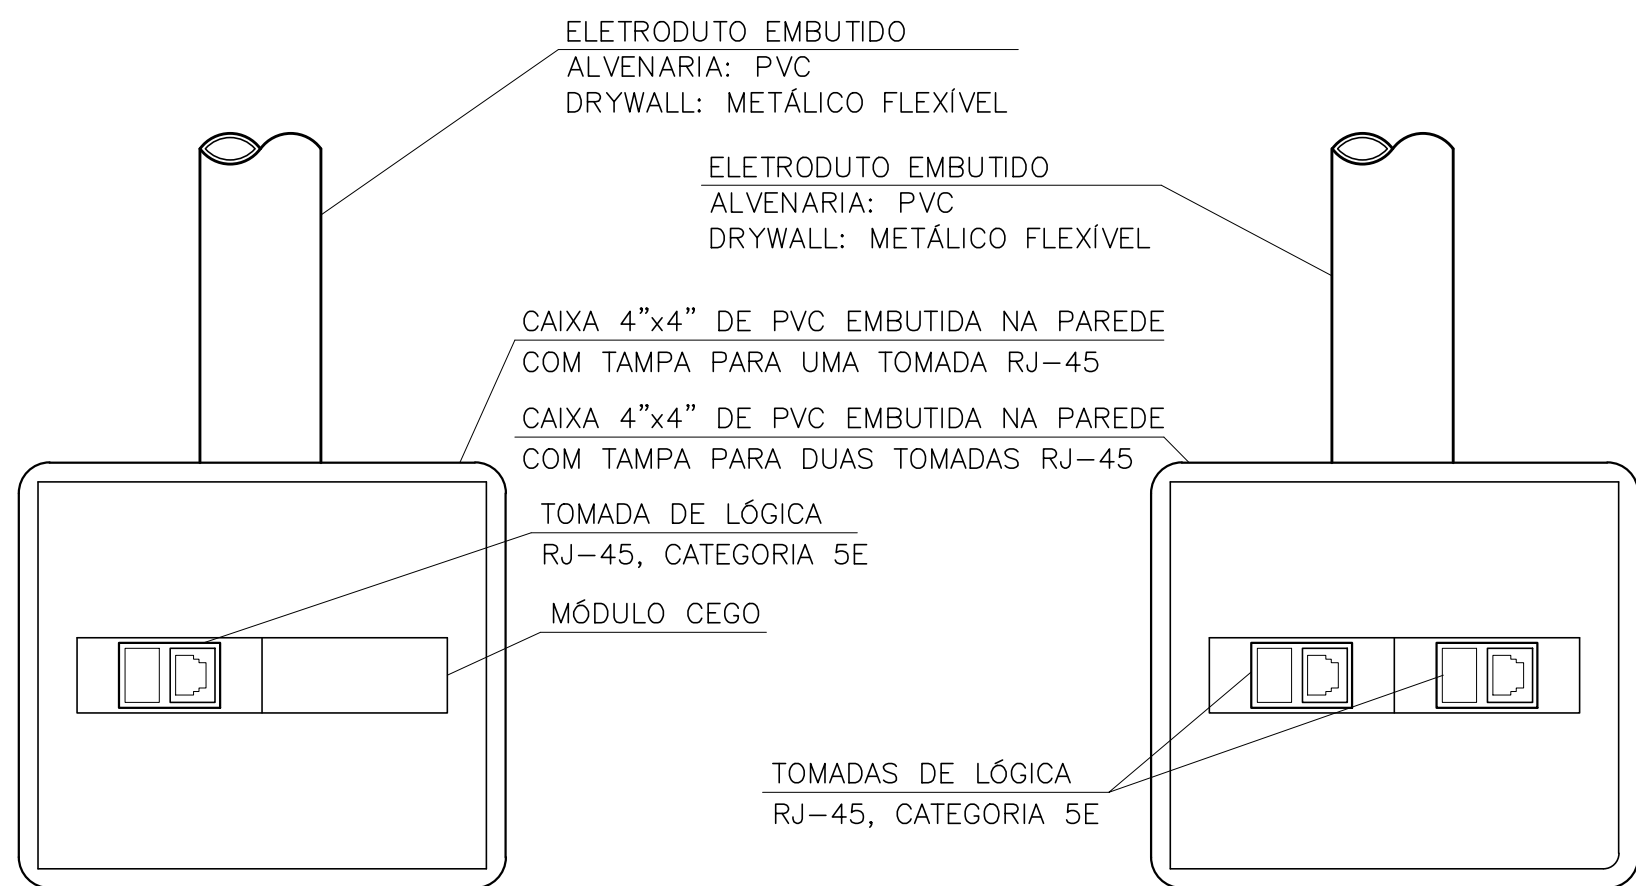 ELETRODUTO EMBUTIDO
ALVENARIA: PVC
DRYWALL: METÁLICO FLEXÍVEL
ELETRODUTO EMBUTIDO
ALVENARIA: PVC
DRYWALL: METÁLICO FLEXÍVEL
CAIXA 4”x4” DE PVC EMBUTIDA NA PAREDE
COM TAMPA PARA UMA TOMADA RJ−45
CAIXA 4”x4” DE PVC EMBUTIDA NA PAREDE
COM TAMPA PARA DUAS TOMADAS RJ−45
TOMADA DE LÓGICA
RJ−45, CATEGORIA 5E
MÓDULO CEGO
TOMADAS DE LÓGICA
RJ−45, CATEGORIA 5E